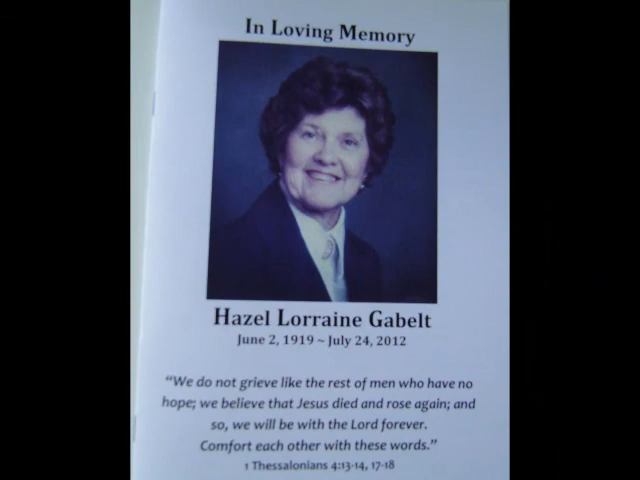 In Loving Memory
Hazel Lorraine Gabelt
June 2, 1919 ~ July 24, 2012
“We do not grieve like the rest of men who have no
hope; we believe that Jesus died and rose again; and
so, we will be with the Lord forever.
Comfort each other with these words.”
1 Thessalonians 4:13-14, 17-18